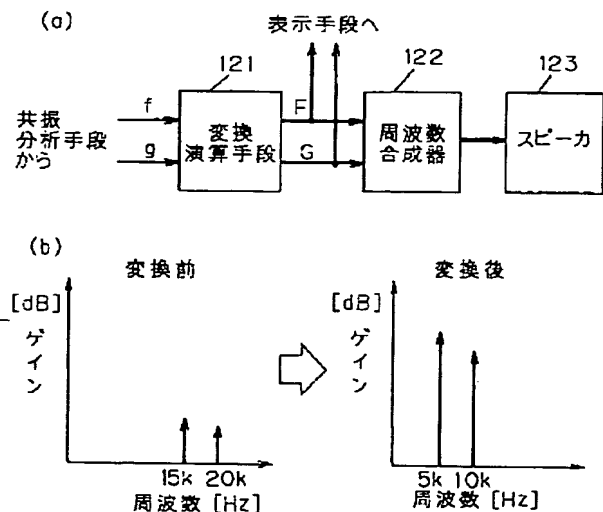 (a)
表示手段へ
121
122
123
共振
分析手段
から
f
g
変換
演算手段
F
G
周波数
合成器
スピーカ
(b)
変換前
[dB]
ゲイン
15k 20k
周波数 [Hz]
変換後
[dB]
ゲイン
5k 10k
周波数 [Hz]